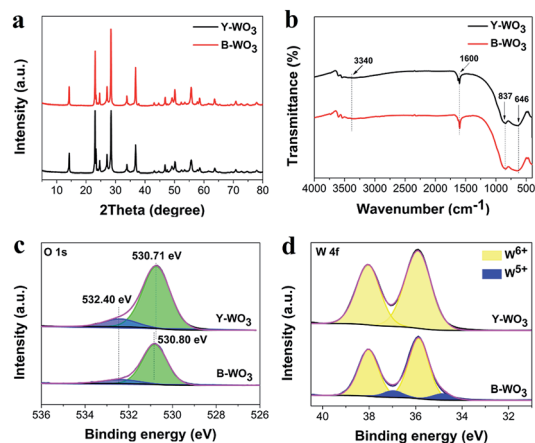 a
Y-WO3
B-WO3
Intensity (a.u.)
10 20 30 40 50 60 70 80
2Theta (degree)
b
Y-WO3
B-WO3
3340
1600
837
646
Transmittance (%)
4000 3500 3000 2500 2000 1500 1000 500
Wavenumber (cm-1)
c
O 1s
530.71 eV
532.40 eV
Y-WO3
530.80 eV
B-WO3
Intensity (a.u.)
536 534 532 530 528 526
Binding energy (eV)
d
W 4f
W6+
W5+
Y-WO3
B-WO3
Intensity (a.u.)
40 38 36 34 32
Binding energy (eV)